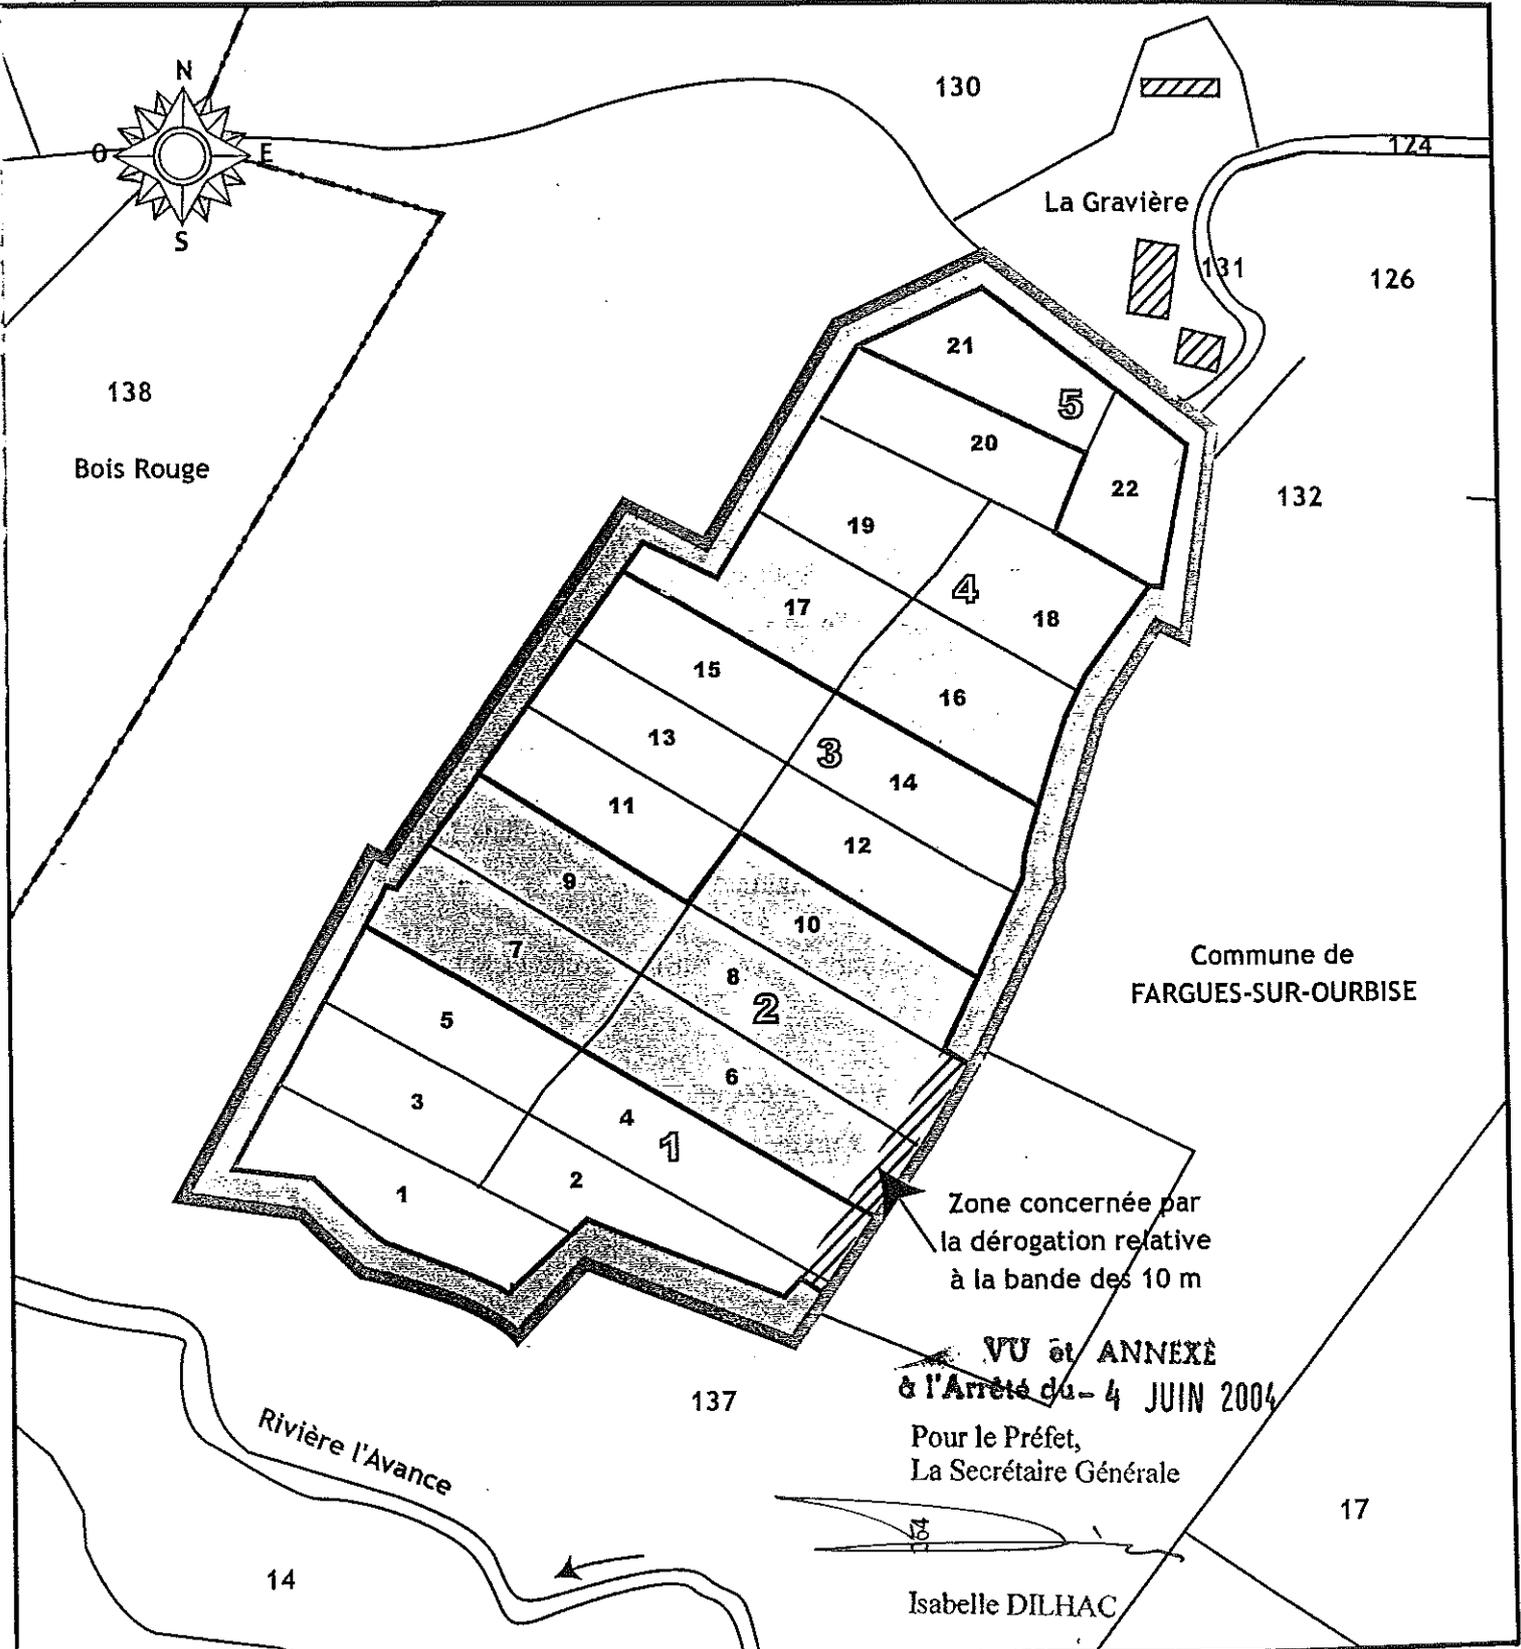 N
130
124
O
E
La Gravière
S
131
126
21
138
5
20
Bois Rouge
22
132
19
4
17
18
15
16
13
3
14
11
12
9
10
7
8
2
Commune de
FARGUES-SUR-OURBISE
5
6
3
4
1
2
1
Zone concernée par
la dérogation relative
à la bande des 10 m
VU et ANNEXÉ
à l'Arrêté du - 4 JUIN 2004
137
Pour le Préfet,
La Secrétaire Générale
Rivière l'Avance
17
164
14
Isabelle DILHAC